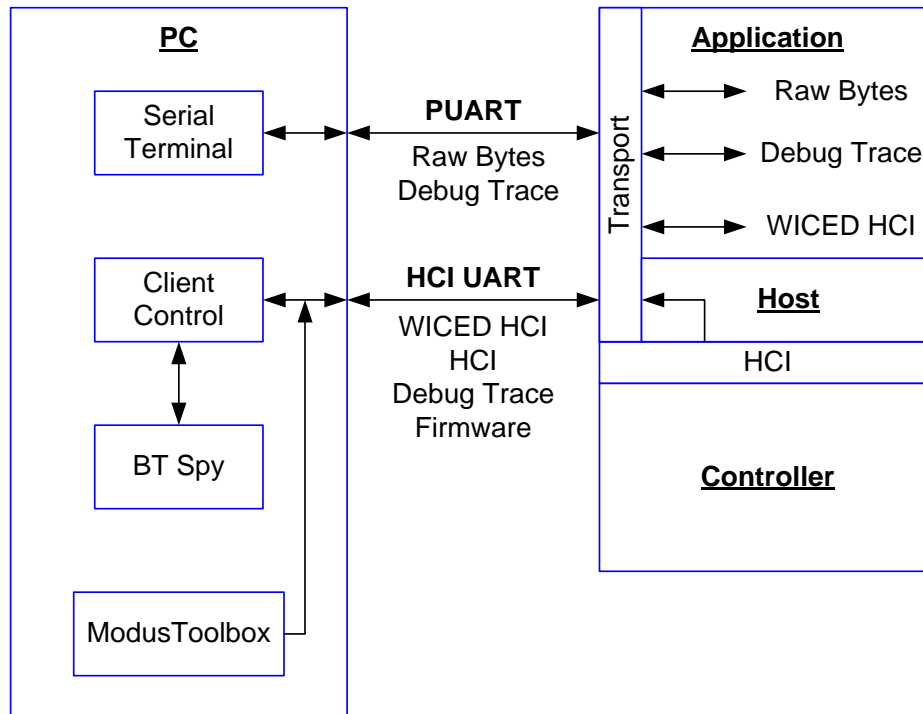 PC
Serial
Terminal
Client
Control
BT Spy
ModusToolbox
PUART
Raw Bytes
Debug Trace
HCI UART
WICED HCI
HCI
Debug Trace
Firmware
Transport
Application
Raw Bytes
Debug Trace
WICED HCI
Host
HCI
Controller